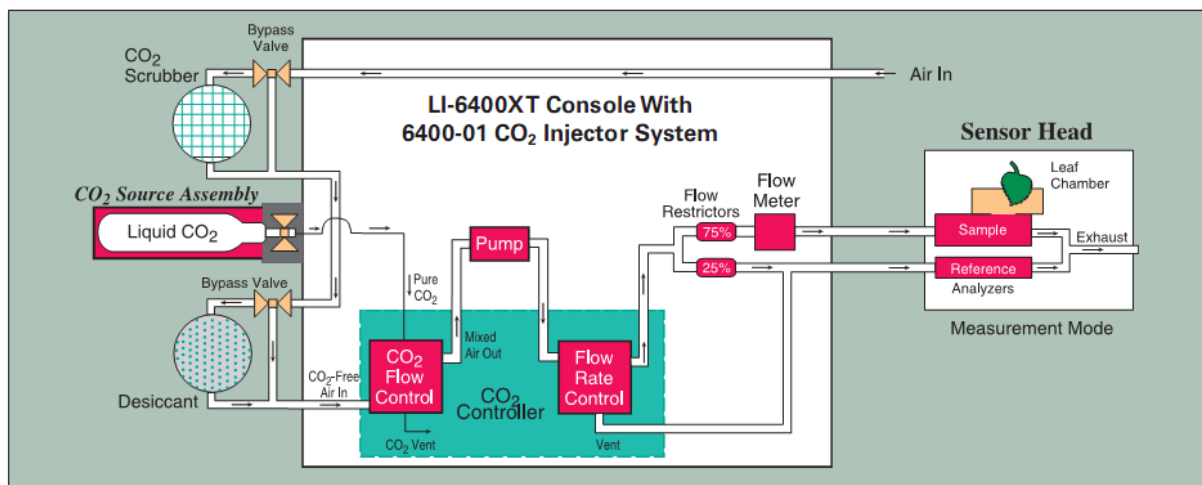 Bypass
Valve
CO2
Scrubber
Air In
LI-6400XT Console With
6400-01 CO2 Injector System
Sensor Head
CO2 Source Assembly
Liquid CO2
Leaf
Chamber
Flow
Restrictors
Flow
Meter
75%
Sample
Exhaust
Pump
25%
Reference
Analyzers
Measurement Mode
Bypass Valve
Pure
CO2
Mixed
Air Out
CO2
Flow
Control
Flow
Rate
Control
CO2-Free
Air In
CO2
Controller
Desiccant
CO2 Vent
Vent